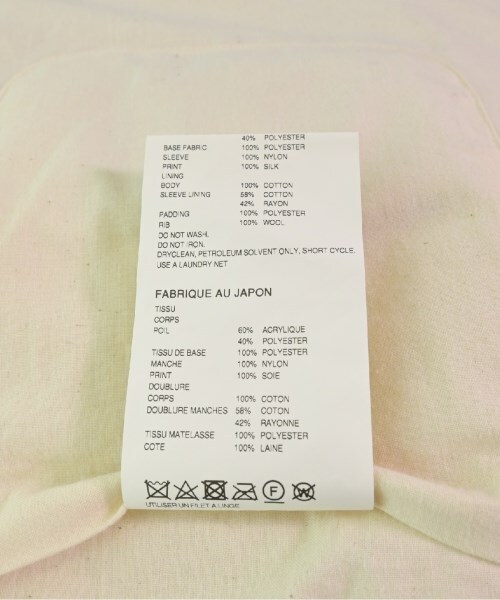 40% POLYESTER
BASE FABRIC 100% POLYESTER
SLEEVE 100% NYLON
PRINT 100% SILK
LINING
BODY 100% COTTON
SLEEVE LINING 58% COTTON
42% RAYON
PADDING 100% POLYESTER
RIB 100% WOOL
DO NOT WASH.
DO NOT IRON.
DRYCLEAN, PETROLEUM SOLVENT ONLY, SHORT CYCLE.
USE A LAUNDRY NET
FABRIQUE AU JAPON
TISSU
CORPS
POIL 60% ACRYLIQUE
40% POLYESTER
TISSU DE BASE 100% POLYESTER
MANCHE 100% NYLON
PRINT 100% SOIE
DOUBLURE
CORPS 100% COTON
DOUBLURE MANCHES 58% COTON
42% RAYONNE
TISSU MATELASSE 100% POLYESTER
COTE 100% LAINE
F W
UTILISER UN FILET A LINGE